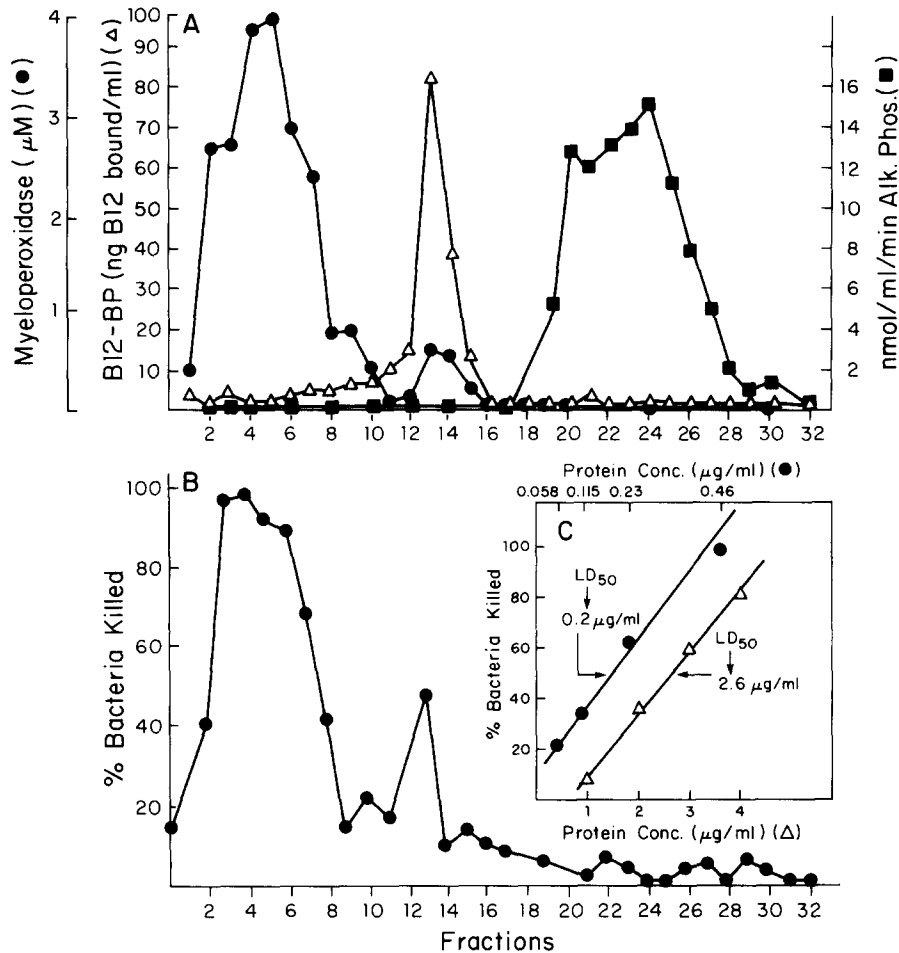 A
Myeloperoxidase (μM) (●)
4
3
2
1
B12-BP (ng B12 bound/ml) (Δ)
100
90
80
70
60
50
40
30
20
10
16
14
12
10
8
6
4
2
nmol/ml/min Alk. Phos. (■)
2 4 6 8 10 12 14 16 17 20 22 24 26 28 30 32
B
% Bacteria Killed
100
80
60
40
20
2 4 6 8 10 12 14 16 18 20 22 24 26 28 30 32
Fractions
Protein Conc. (μg/ml) (●)
0.058 0.115 0.23 0.46
C
% Bacteria Killed
100
80
60
40
20
LD50
0.2 μg/ml
LD50
2.6 μg/ml
1 2 3 4
Protein Conc. (μg/ml) (Δ)